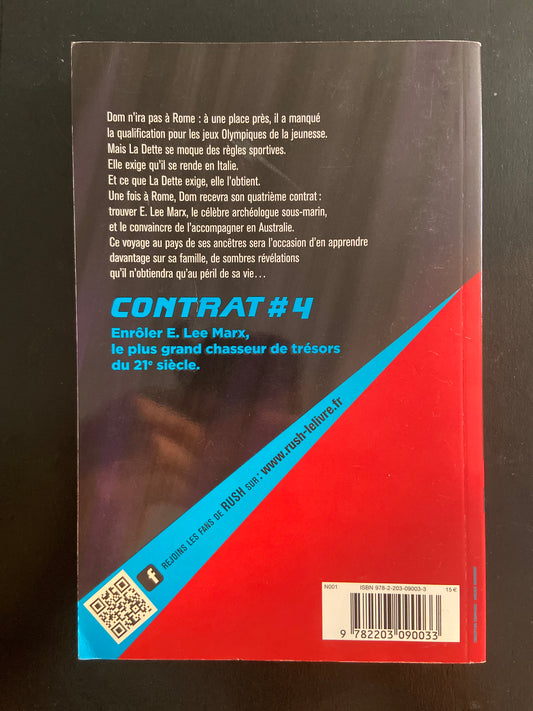 Dom n'ira pas à Rome : à une place près, il a manqué
la qualification pour les jeux Olympiques de la jeunesse.
Mais La Dette se moque des règles sportives.
Elle exige qu'il se rende en Italie.
Et ce que La Dette exige, elle l'obtient.
Une fois à Rome, Dom recevra son quatrième contrat :
trouver E. Lee Marx, le célèbre archéologue sous-marin,
et le convaincre de l'accompagner en Australie.
Ce voyage au pays de ses ancêtres sera l'occasion d'en apprendre
davantage sur sa famille, de sombres révélations
qu'il n'obtiendra qu'au péril de sa vie...
CONTRAT #4
Enrôler E. Lee Marx,
le plus grand chasseur de trésors
du 21e siècle.
f REJOINS LES FANS DE RUSH SUR : www.rush-lelivre.fr
N001 ISBN 978-2-203-09003-3 15 €
9 782203 090033